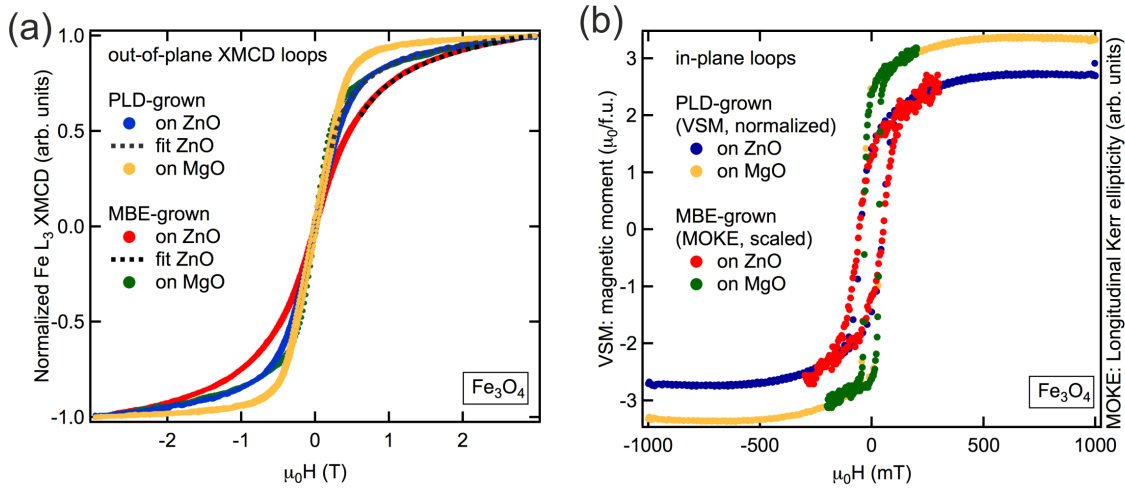 (a)
Normalized Fe L₃ XMCD (arb. units)
1.0
0.5
0.0
-0.5
-1.0
out-of-plane XMCD loops
PLD-grown
on ZnO
fit ZnO
on MgO
MBE-grown
on ZnO
fit ZnO
on MgO
Fe₃O₄
-2
-1
0
1
2
μ₀H (T)
(b)
VSM: magnetic moment (μ₀/f.u.)
3
2
1
0
-1
-2
-3
in-plane loops
PLD-grown
(VSM, normalized)
on ZnO
on MgO
MBE-grown
(MOKE, scaled)
on ZnO
on MgO
Fe₃O₄
-1000
-500
0
500
1000
μ₀H (mT)
MOKE: Longitudinal Kerr ellipticity (arb. units)